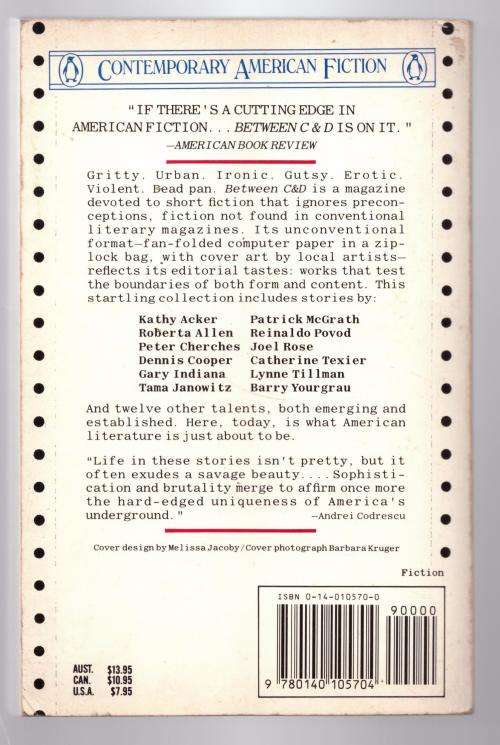 CONTEMPORARY AMERICAN FICTION
"IF THERE'S A CUTTING EDGE IN
AMERICAN FICTION... BETWEEN C & D IS ON IT."
—AMERICAN BOOK REVIEW
Gritty. Urban. Ironic. Gutsy. Erotic.
Violent. Dead pan. Between C&D is a magazine
devoted to short fiction that ignores precon-
ceptions, fiction not found in conventional
literary magazines. Its unconventional
format—fan-folded computer paper in a zip-
lock bag, with cover art by local artists—
reflects its editorial tastes: works that test
the boundaries of both form and content. This
startling collection includes stories by:
Kathy Acker Patrick McGrath
Roberta Allen Reinaldo Povod
Peter Cherches Joel Rose
Dennis Cooper Catherine Texier
Gary Indiana Lynne Tillman
Tama Janowitz Barry Yourgrau
And twelve other talents, both emerging and
established. Here, today, is what American
literature is just about to be.
"Life in these stories isn't pretty, but it
often exudes a savage beauty.... Sophisti-
cation and brutality merge to affirm once more
the hard-edged uniqueness of America's
underground." —Andrei Codrescu
Cover design by Melissa Jacoby/Cover photograph Barbara Kruger
Fiction
ISBN 0-14-010570-0
90000
9 780140 105704
AUST. $13.95
CAN. $10.95
U.S.A. $7.95